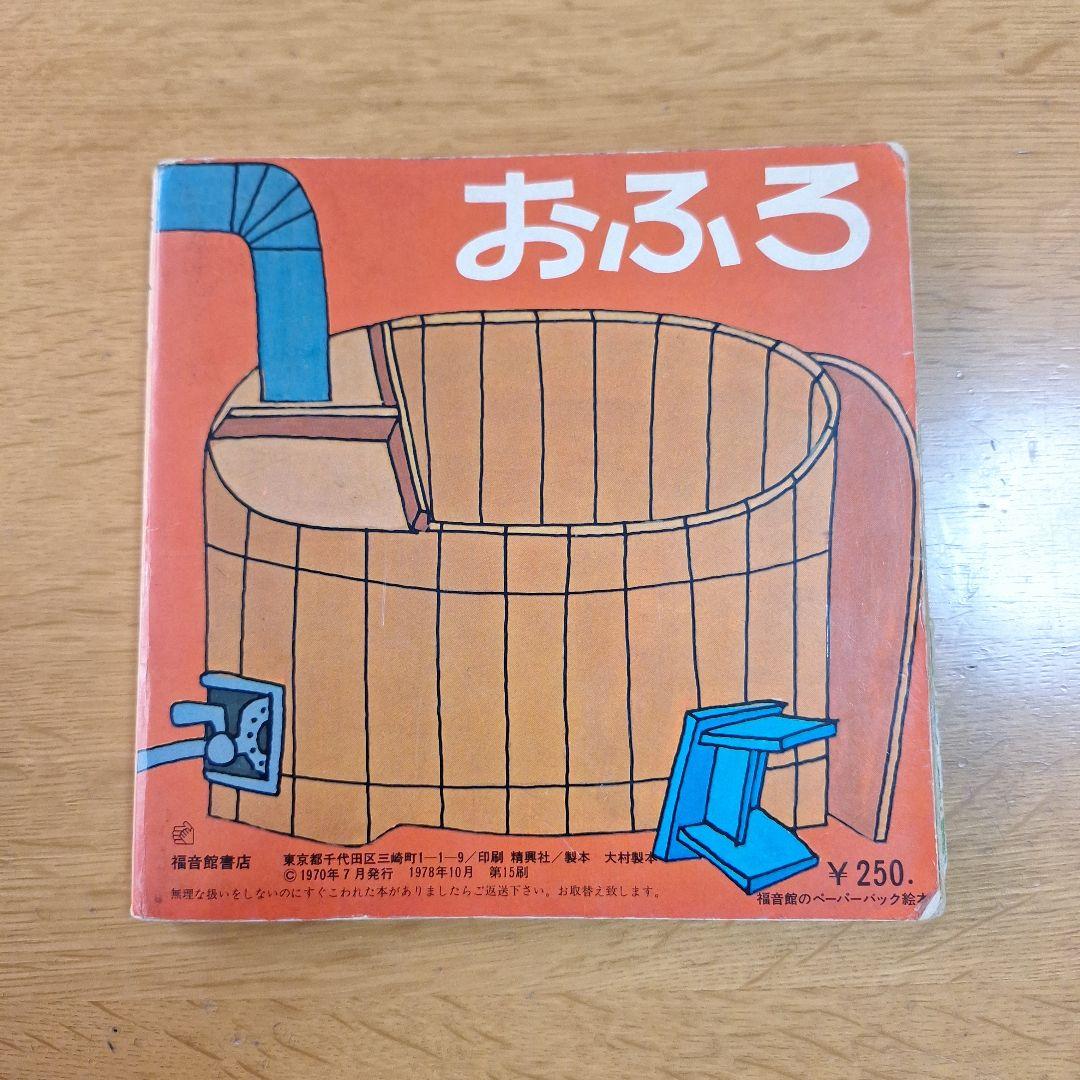 おふろ
福音館書店 東京都千代田区三崎町1—1—9／印刷 精興社／製本 大村製本
©1970年7月発行 1978年10月 第15刷
無理な扱いをしないのにすぐこわれた本がありましたらご返送下さい。お取替え致します。
¥250.
福音館のペーパーバック絵本